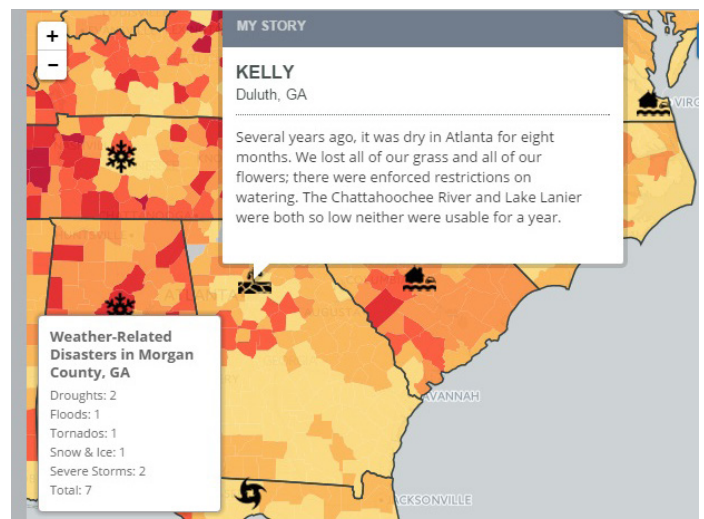 +
−
MY STORY
KELLY
Duluth, GA
Several years ago, it was dry in Atlanta for eight
months. We lost all of our grass and all of our
flowers; there were enforced restrictions on
watering. The Chattahoochee River and Lake Lanier
were both so low neither were usable for a year.
Weather-Related
Disasters in Morgan
County, GA
Droughts: 2
Floods: 1
Tornados: 1
Snow & Ice: 1
Severe Storms: 2
Total: 7
ATLANTA